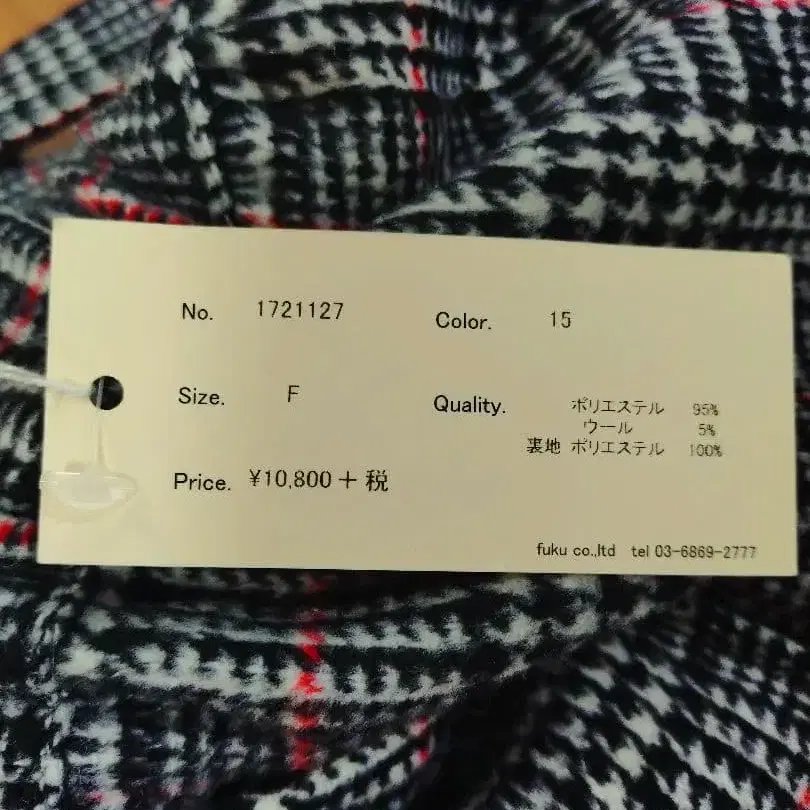 No. 1721127 Color. 15
Size. F Quality. ポリエステル 95%
ウール 5%
裏地 ポリエステル 100%
Price. ¥10,800 + 税
fuku co.,ltd tel 03-6869-2777